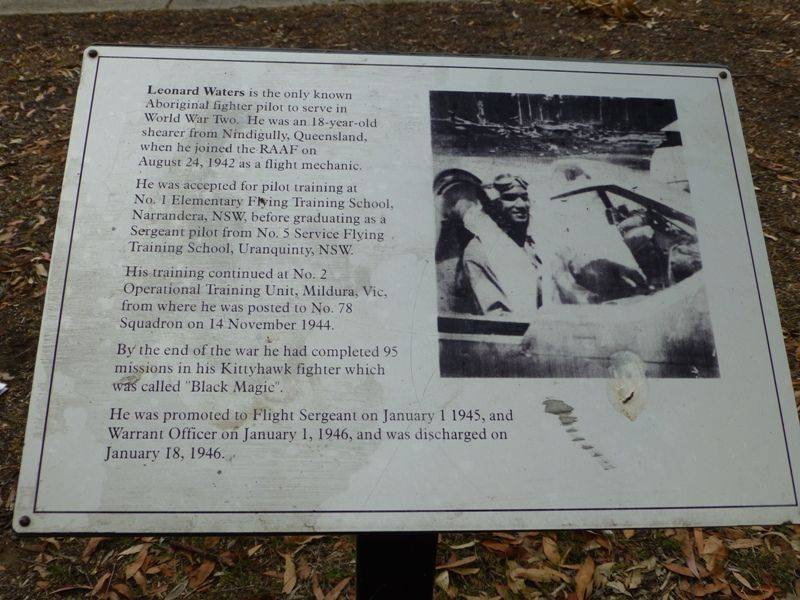 Leonard Waters is the only known
Aboriginal fighter pilot to serve in
World War Two. He was an 18-year-old
shearer from Nindigully, Queensland,
when he joined the RAAF on
August 24, 1942 as a flight mechanic.
He was accepted for pilot training at
No. 1 Elementary Flying Training School,
Narrandera, NSW, before graduating as a
Sergeant pilot from No. 5 Service Flying
Training School, Uranquinty, NSW.
His training continued at No. 2
Operational Training Unit, Mildura, Vic,
from where he was posted to No. 78
Squadron on 14 November 1944.
By the end of the war he had completed 95
missions in his Kittyhawk fighter which
was called "Black Magic".
He was promoted to Flight Sergeant on January 1 1945, and
Warrant Officer on January 1, 1946, and was discharged on
January 18, 1946.